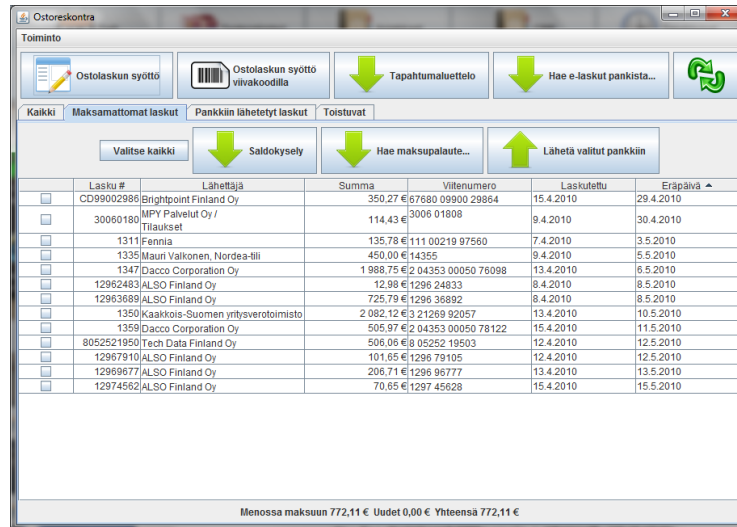 Ostoreskontra
Toiminto
Ostolaskun syöttö
Ostolaskun syöttö
viivakoodilla
Tapahtumaluettelo
Hae e-laskut pankista...
Kaikki Maksamattomat laskut Pankkiin lähetetyt laskut Toistuvat
Valitse kaikki Saldokysely Hae maksupalaute... Lähetä valitut pankkiin
Lasku # Lähettäjä Summa Viitenumero Laskutettu Eräpäivä
CD99002986 Brightpoint Finland Oy 350,27 € 67680 09900 29864 15.4.2010 29.4.2010
30060180 MPY Palvelut Oy / 114,43 € 3006 01808 9.4.2010 30.4.2010
Tilaukset
1311 Fennia 135,78 € 111 00219 97560 7.4.2010 3.5.2010
1335 Mauri Valkonen, Nordea-tili 450,00 € 14355 9.4.2010 5.5.2010
1347 Dacco Corporation Oy 1 988,75 € 2 04353 00050 76098 13.4.2010 6.5.2010
12962483 ALSO Finland Oy 12,98 € 1296 24833 8.4.2010 8.5.2010
12963689 ALSO Finland Oy 725,79 € 1296 36892 8.4.2010 8.5.2010
1350 Kaakkois-Suomen yritysverotoimisto 2 082,12 € 3 21269 92057 13.4.2010 10.5.2010
1359 Dacco Corporation Oy 505,97 € 2 04353 00050 78122 15.4.2010 11.5.2010
8052521950 Tech Data Finland Oy 506,06 € 8 05252 19503 12.4.2010 12.5.2010
12967910 ALSO Finland Oy 101,65 € 1296 79105 12.4.2010 12.5.2010
12969677 ALSO Finland Oy 206,71 € 1296 96777 13.4.2010 13.5.2010
12974562 ALSO Finland Oy 70,65 € 1297 45628 15.4.2010 15.5.2010
Menossa maksuun 772,11 € Uudet 0,00 € Yhteensä 772,11 €